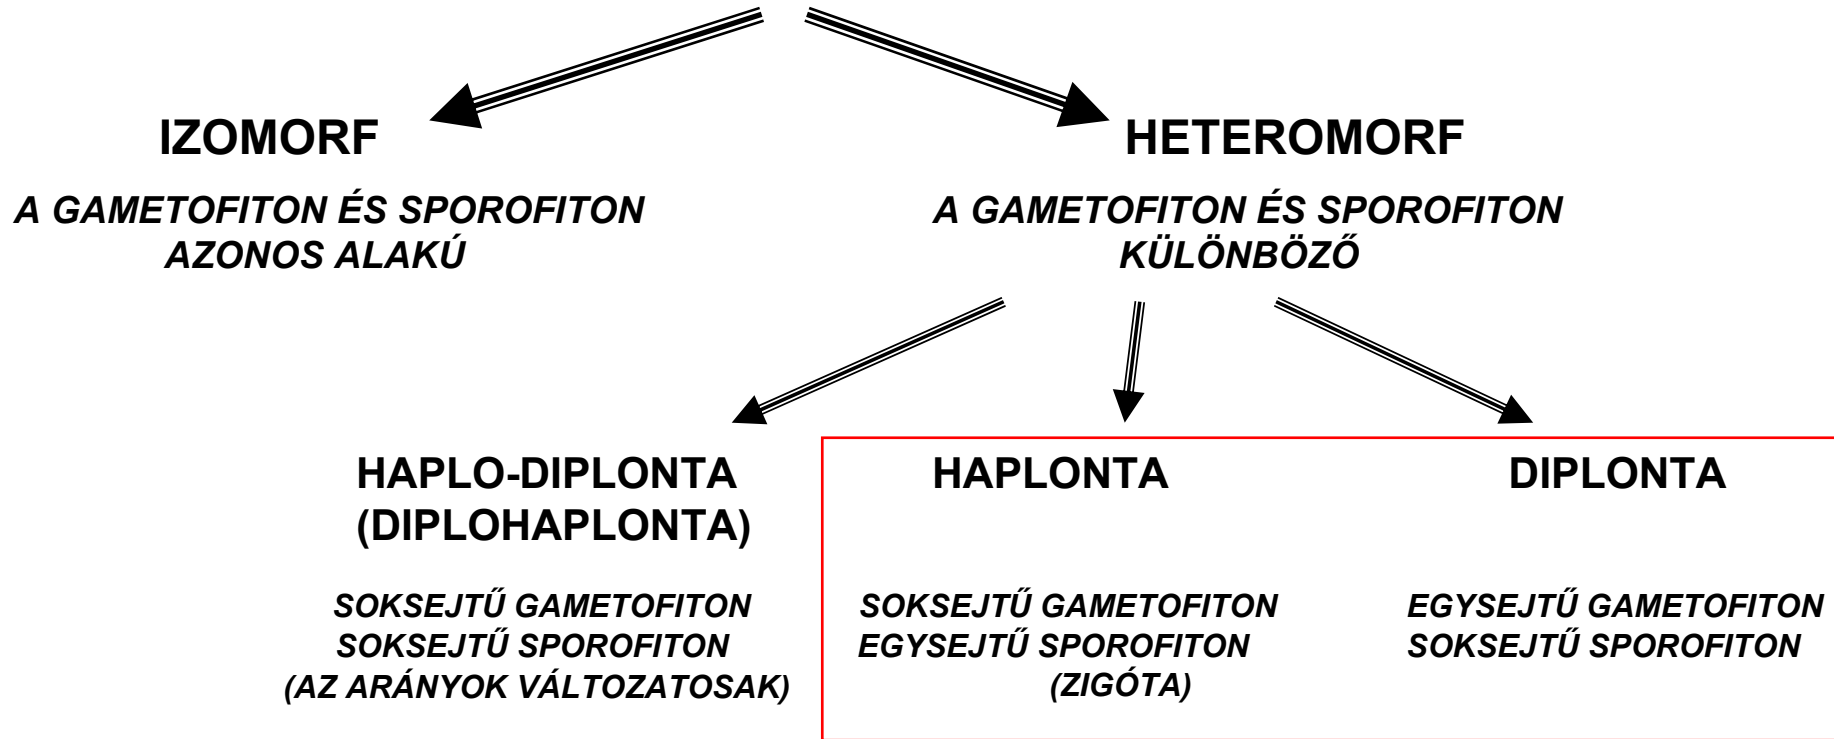 IZOMORF
A GAMETOFITON ÉS SPOROFITON
AZONOS ALAKÚ
HETEROMORF
A GAMETOFITON ÉS SPOROFITON
KÜLÖNBÖZŐ
HAPLO-DIPLONTA
(DIPLOHAPLONTA)
SOKSEJTŰ GAMETOFITON
SOKSEJTŰ SPOROFITON
(AZ ARÁNYOK VÁLTOZATOSAK)
HAPLONTA
SOKSEJTŰ GAMETOFITON
EGYSEJTŰ SPOROFITON
(ZIGÓTA)
DIPLONTA
EGYSEJTŰ GAMETOFITON
SOKSEJTŰ SPOROFITON